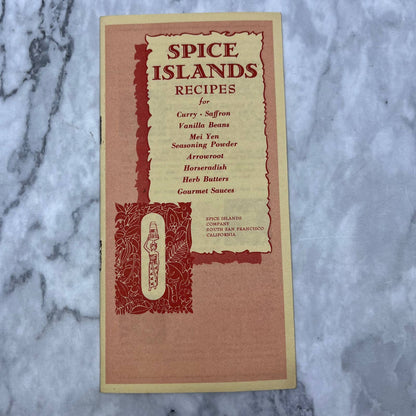 SPICE
ISLANDS
RECIPES
for
Curry - Saffron
Vanilla Beans
Mei Yen
Seasoning Powder
Arrowroot
Horseradish
Herb Butters
Gourmet Sauces
SPICE ISLANDS
COMPANY
SOUTH SAN FRANCISCO
CALIFORNIA